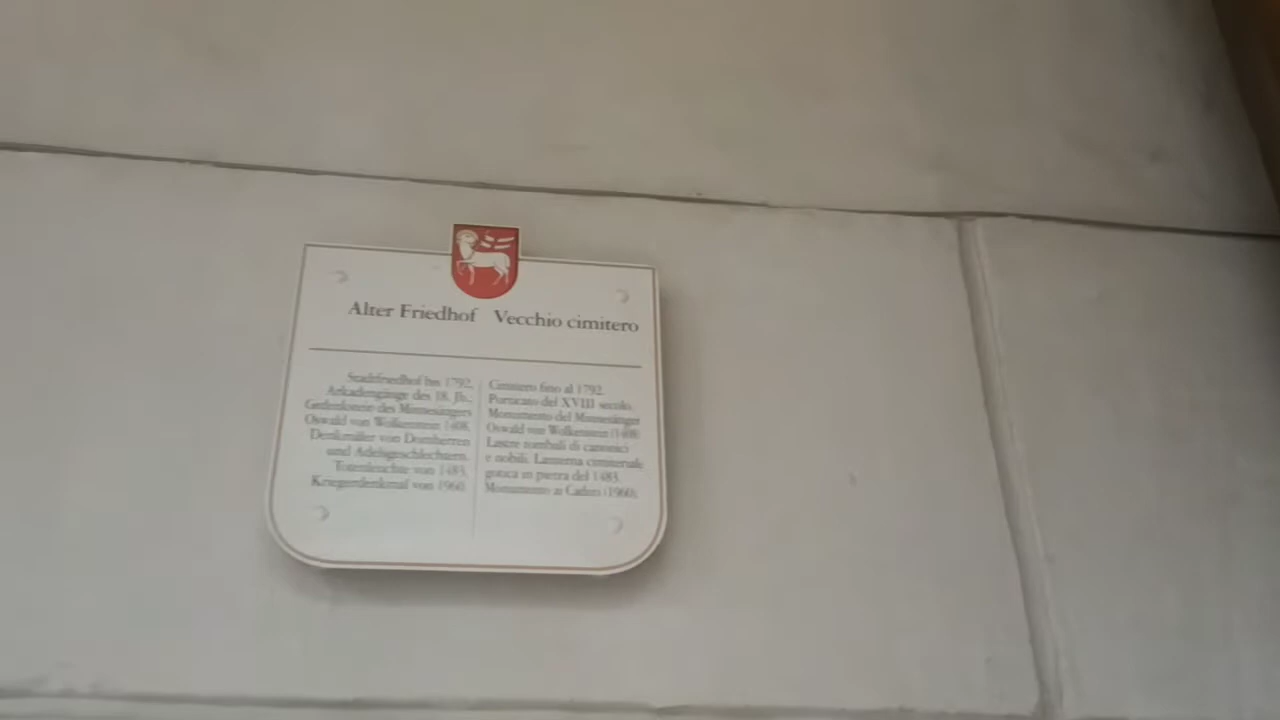 Alter Friedhof
Stadtfriedhof bis 1792.
Arkadengänge des 18. Jh.,
Gedenkstein des Minnesängers
Oswald von Wolkenstein 1408.
Denkmäler von Domherren
und Adelsgeschlechtern.
Totenleuchte von 1483.
Kriegerdenkmal von 1960.
Vecchio cimitero
Cimitero fino al 1792.
Porticato del XVIII secolo.
Monumento del Minnesänger
Oswald von Wolkenstein (1408)
Lastre tombali di canonici
e nobili. Lanterna cimiteriale
gotica in pietra del 1483.
Monumento ai Caduti (1960).